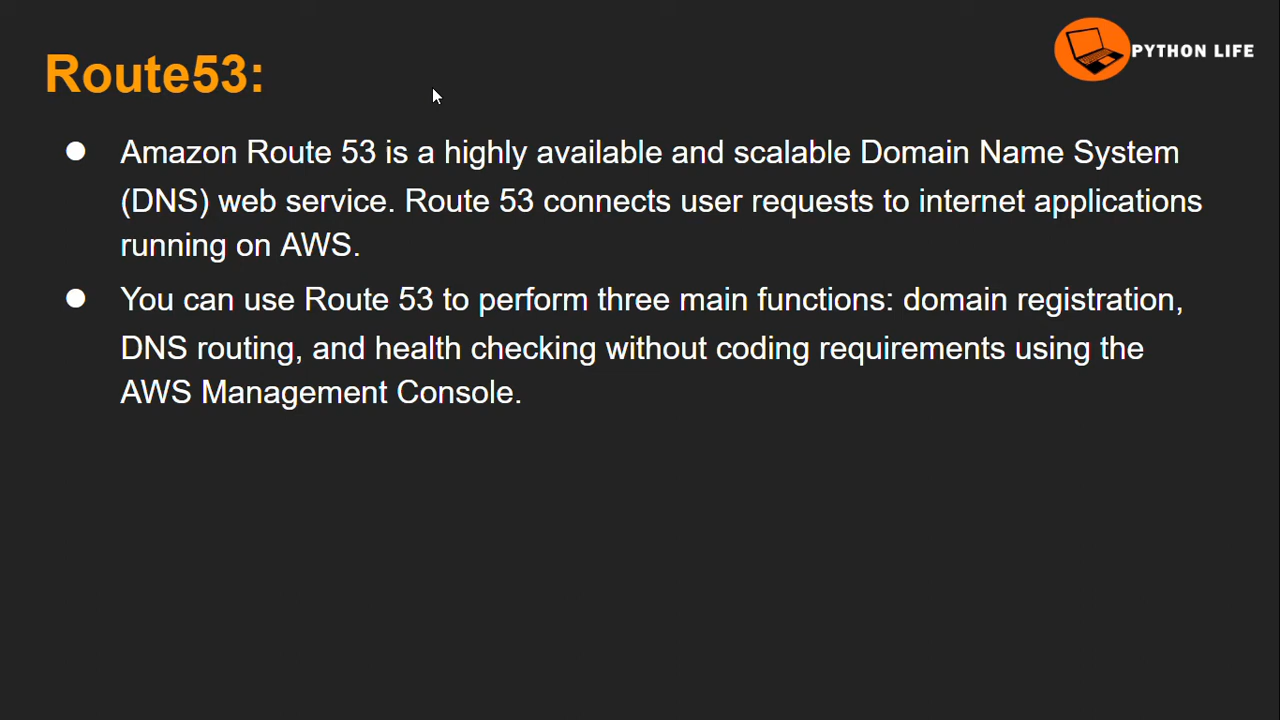 Route53:
PYTHON LIFE
● Amazon Route 53 is a highly available and scalable Domain Name System
(DNS) web service. Route 53 connects user requests to internet applications
running on AWS.
● You can use Route 53 to perform three main functions: domain registration,
DNS routing, and health checking without coding requirements using the
AWS Management Console.